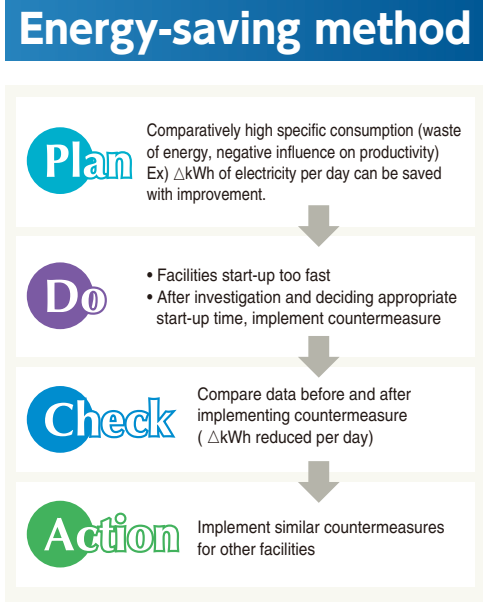 Energy-saving method
Plan
Comparatively high specific consumption (waste
of energy, negative influence on productivity)
Ex) △kWh of electricity per day can be saved
with improvement.
Do
• Facilities start-up too fast
• After investigation and deciding appropriate
start-up time, implement countermeasure
Check
Compare data before and after
implementing countermeasure
( △kWh reduced per day)
Action
Implement similar countermeasures
for other facilities